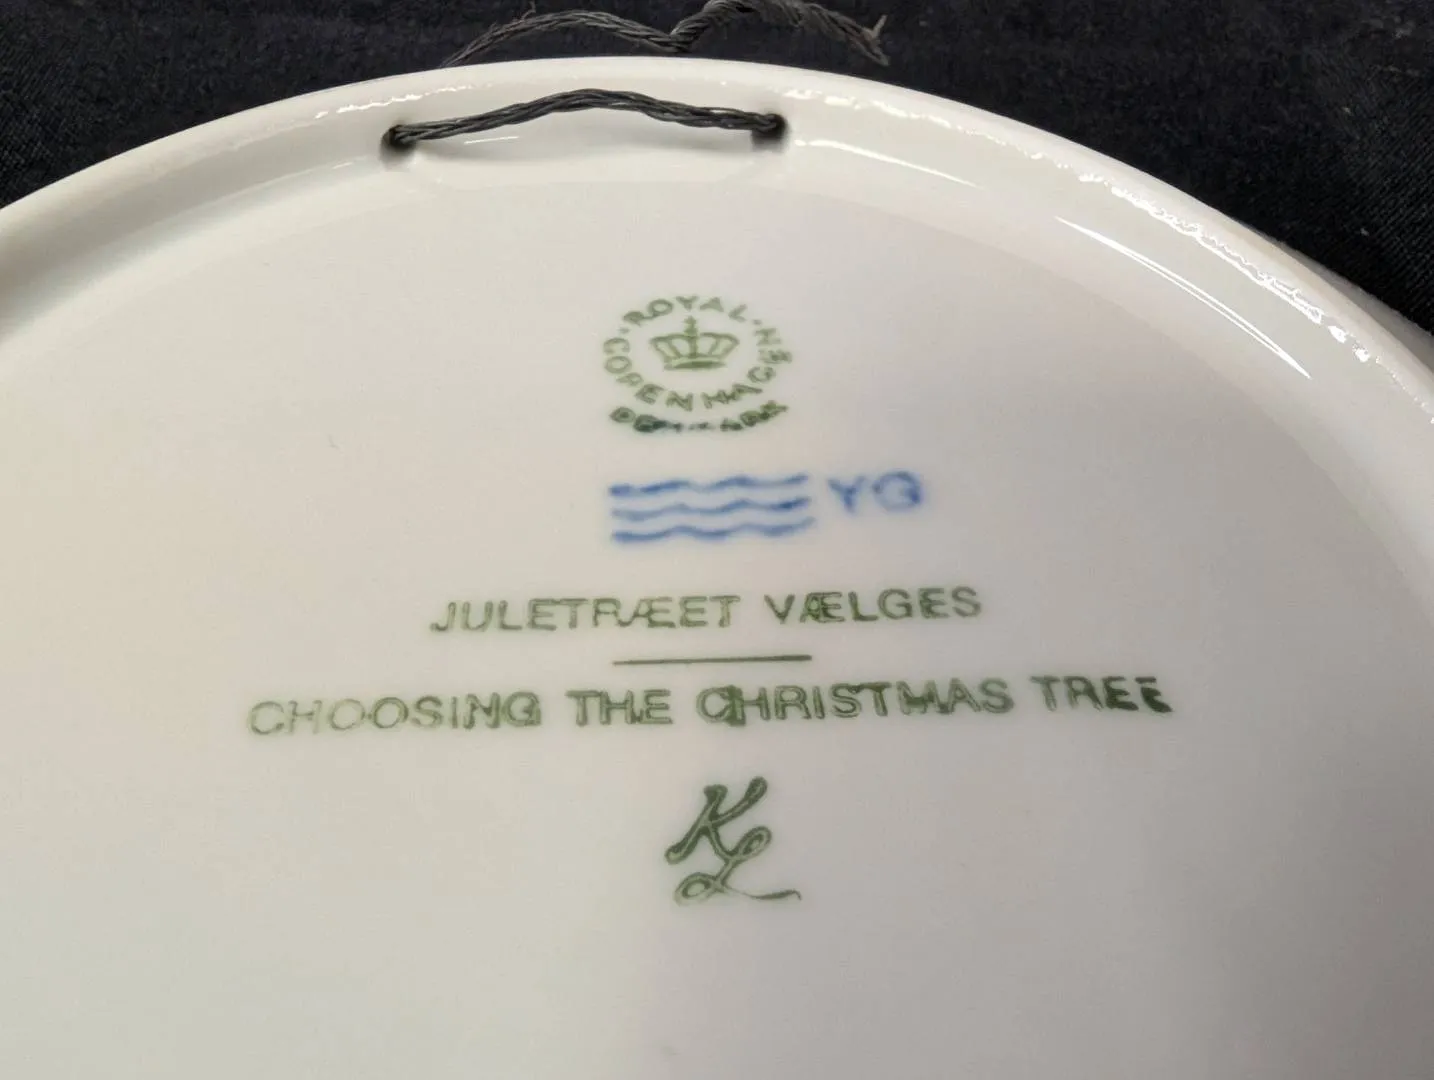 ROYAL
COPENHAGEN
DENMARK
YG
JULETRÆET VÆLGES
CHOOSING THE CHRISTMAS TREE
KL